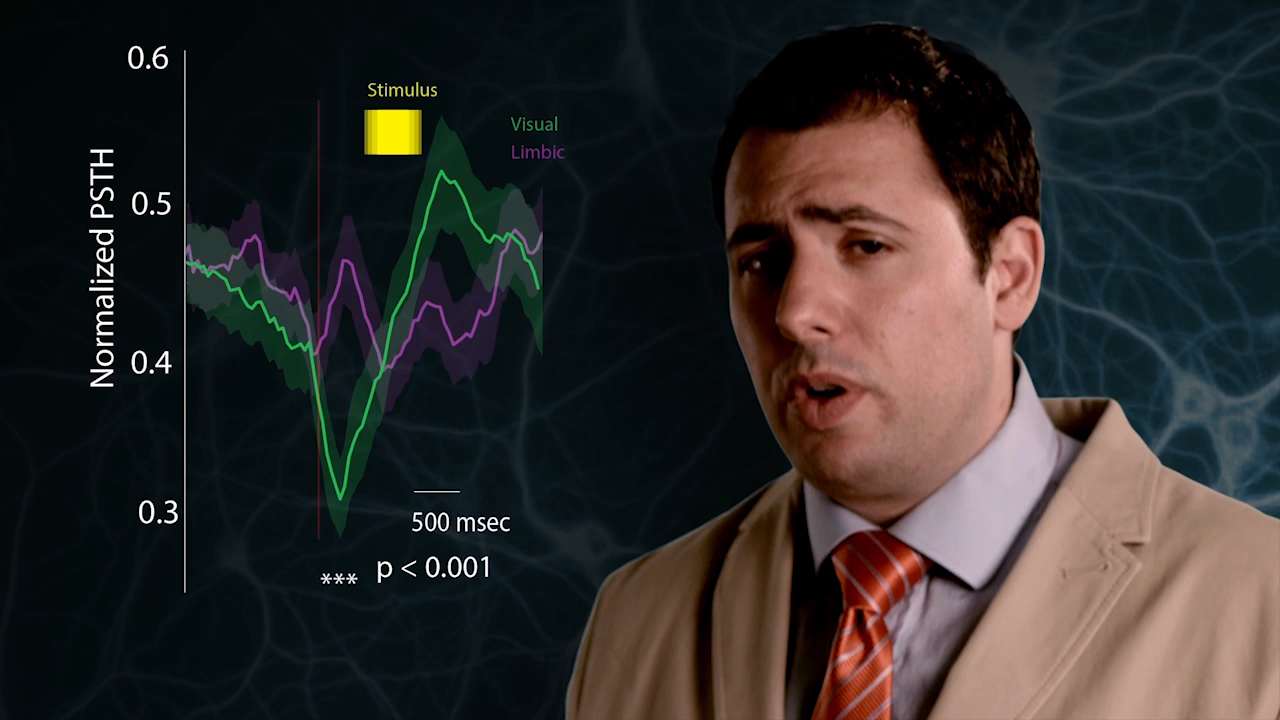 0.6
Stimulus
Visual
Limbic
0.5
Normalized PSTH
0.4
0.3
500 msec
p < 0.001
***